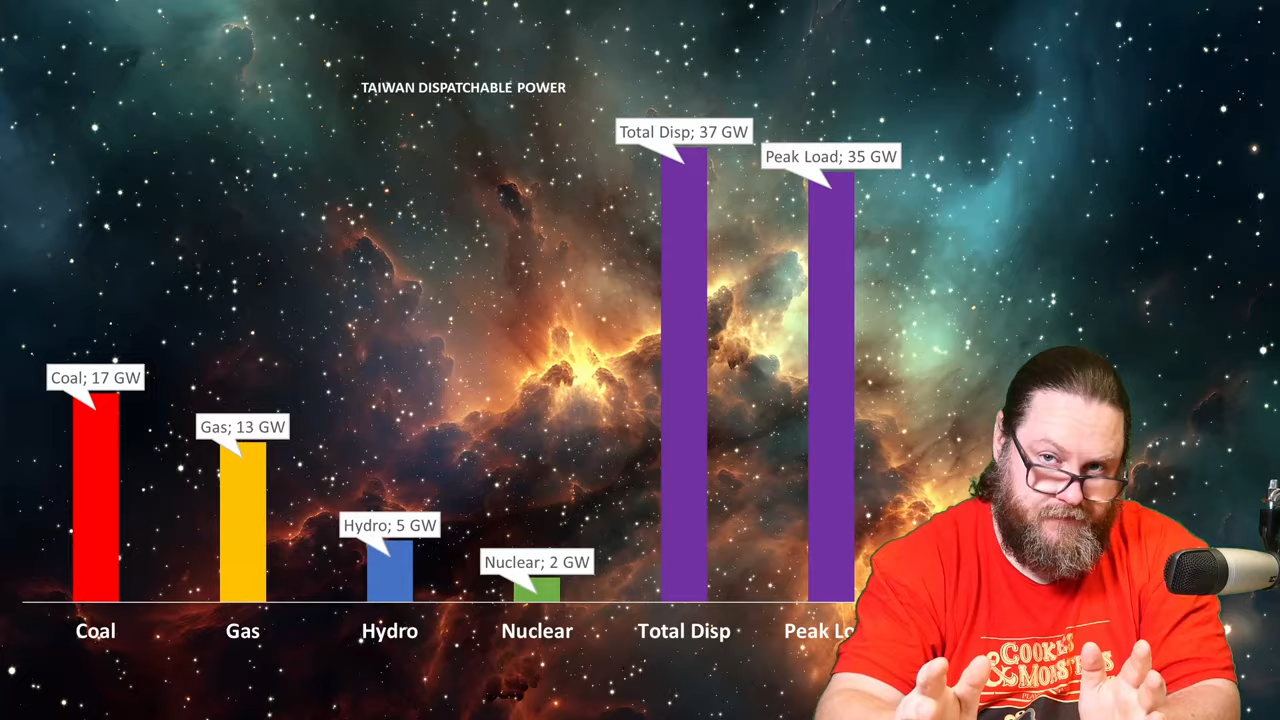 TAIWAN DISPATCHABLE POWER
Total Disp; 37 GW
Peak Load; 35 GW
Coal; 17 GW
Gas; 13 GW
Hydro; 5 GW
Nuclear; 2 GW
Coal Gas Hydro Nuclear Total Disp Peak Lo
COOKIES
& MONSTERS